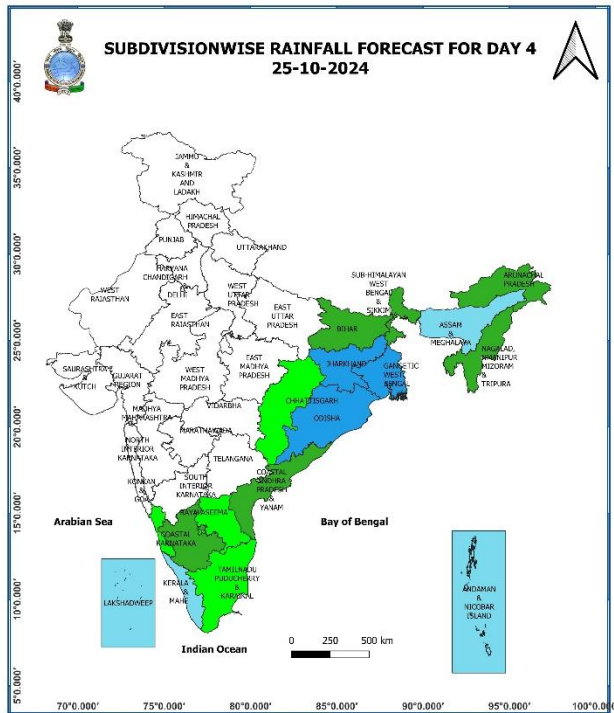 SUBDIVISIONWISE RAINFALL FORECAST FOR DAY 4
25-10-2024
40°0.000'
35°0.000'
30°0.000'
25°0.000'
20°0.000'
15°0.000'
10°0.000'
5°0.000'
JAMMU
&
KASHMIR
AND
LADAKH
HIMACHAL
PRADESH
PUNJAB
UTTARAKHAND
HARYANA
CHANDIGARH
&
DELHI
WEST
RAJASTHAN
WEST
UTTAR
PRADESH
EAST
UTTAR
PRADESH
EAST
RAJASTHAN
SUB-HIMALAYAN
WEST
BENGAL
&
SIKKIM
ARUNACHAL
PRADESH
BIHAR
ASSAM
&
MEGHALAYA
NAGALAD,
MANIPUR
MIZORAM
&
TRIPURA
SAURASHTRA
&
KUTCH
GUJARAT
REGION
WEST
MADHYA
PRADESH
EAST
MADHYA
PRADESH
JHARKHAND
GANGETIC
WEST
BENGAL
CHHATTISGARH
ODISHA
VIDARBHA
MADHYA
MAHARASHTRA
MARATHAWADA
NORTH
INTERIOR
KARNATAKA
TELANGANA
KONKAN
&
GOA
SOUTH
INTERIOR
KARNATAKA
COASTAL
ANDHRA
PRADESH
&
YANAM
RAYALASEEMA
COASTAL
KARNATAKA
Arabian Sea
Bay of Bengal
TAMILNADU
PUDUCHERRY
&
KARAIKAL
KERALA
&
MAHE
LAKSHADWEEP
ANDAMAN
&
NICOBAR
ISLAND
Indian Ocean
0 250 500 km
70°0.000' 75°0.000' 80°0.000' 85°0.000' 90°0.000' 95°0.000' 100°0.000'